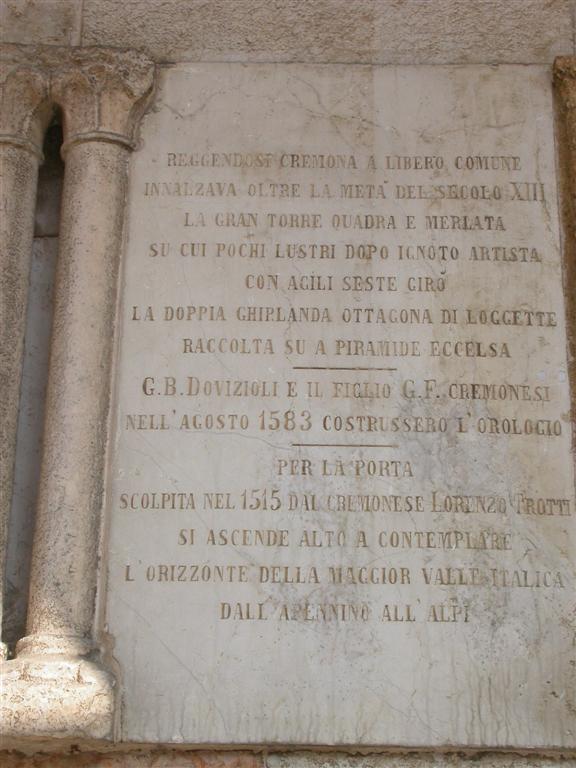 REGGENDOSI CREMONA A LIBERO COMUNE
INNALZAVA OLTRE LA METÀ DEL SECOLO XIII
LA GRAN TORRE QUADRA E MERLATA
SU CUI POCHI LUSTRI DOPO IGNOTO ARTISTA
CON AGILI SESTE GIRÒ
LA DOPPIA GHIRLANDA OTTAGONA DI LOGGETTE
RACCOLTA SU A PIRAMIDE ECCELSA
G.B. DOVIZIOLI E IL FIGLIO G.F. CREMONESI
NELL'AGOSTO 1583 COSTRUSSERO L'OROLOGIO
PER LA PORTA
SCOLPITA NEL 1515 DAL CREMONESE LORENZO TROTTI
SI ASCENDE ALTO A CONTEMPLARE
L'ORIZZONTE DELLA MAGGIOR VALLE ITALICA
DALL'APENNINO ALL'ALPI